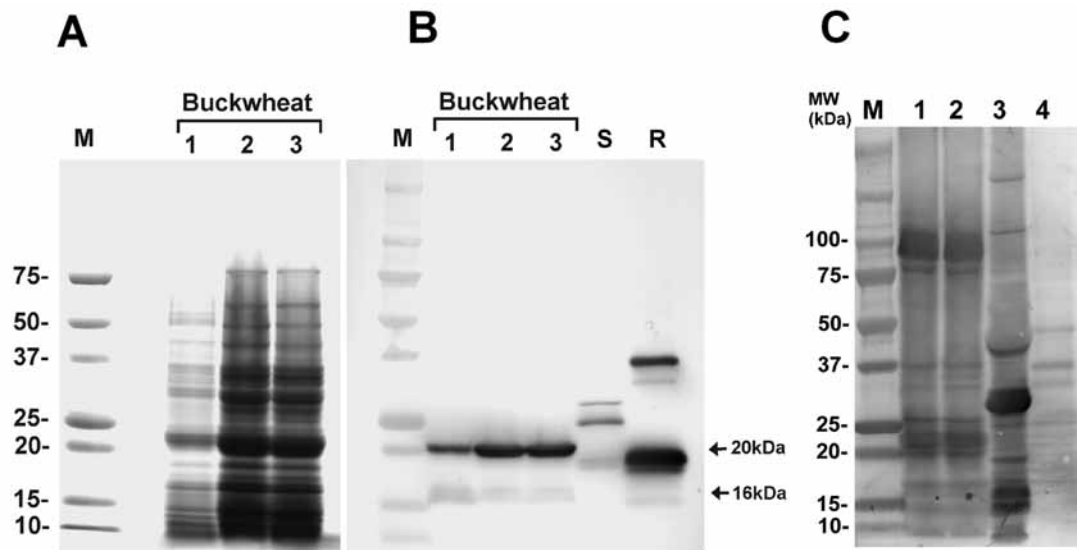 A
Buckwheat
M 1 2 3
75-
50-
37-
25-
20-
15-
10-
B
Buckwheat
M 1 2 3 S R
20kDa
16kDa
C
MW
(kDa)
M 1 2 3 4
100-
75-
50-
37-
25-
20-
15-
10-